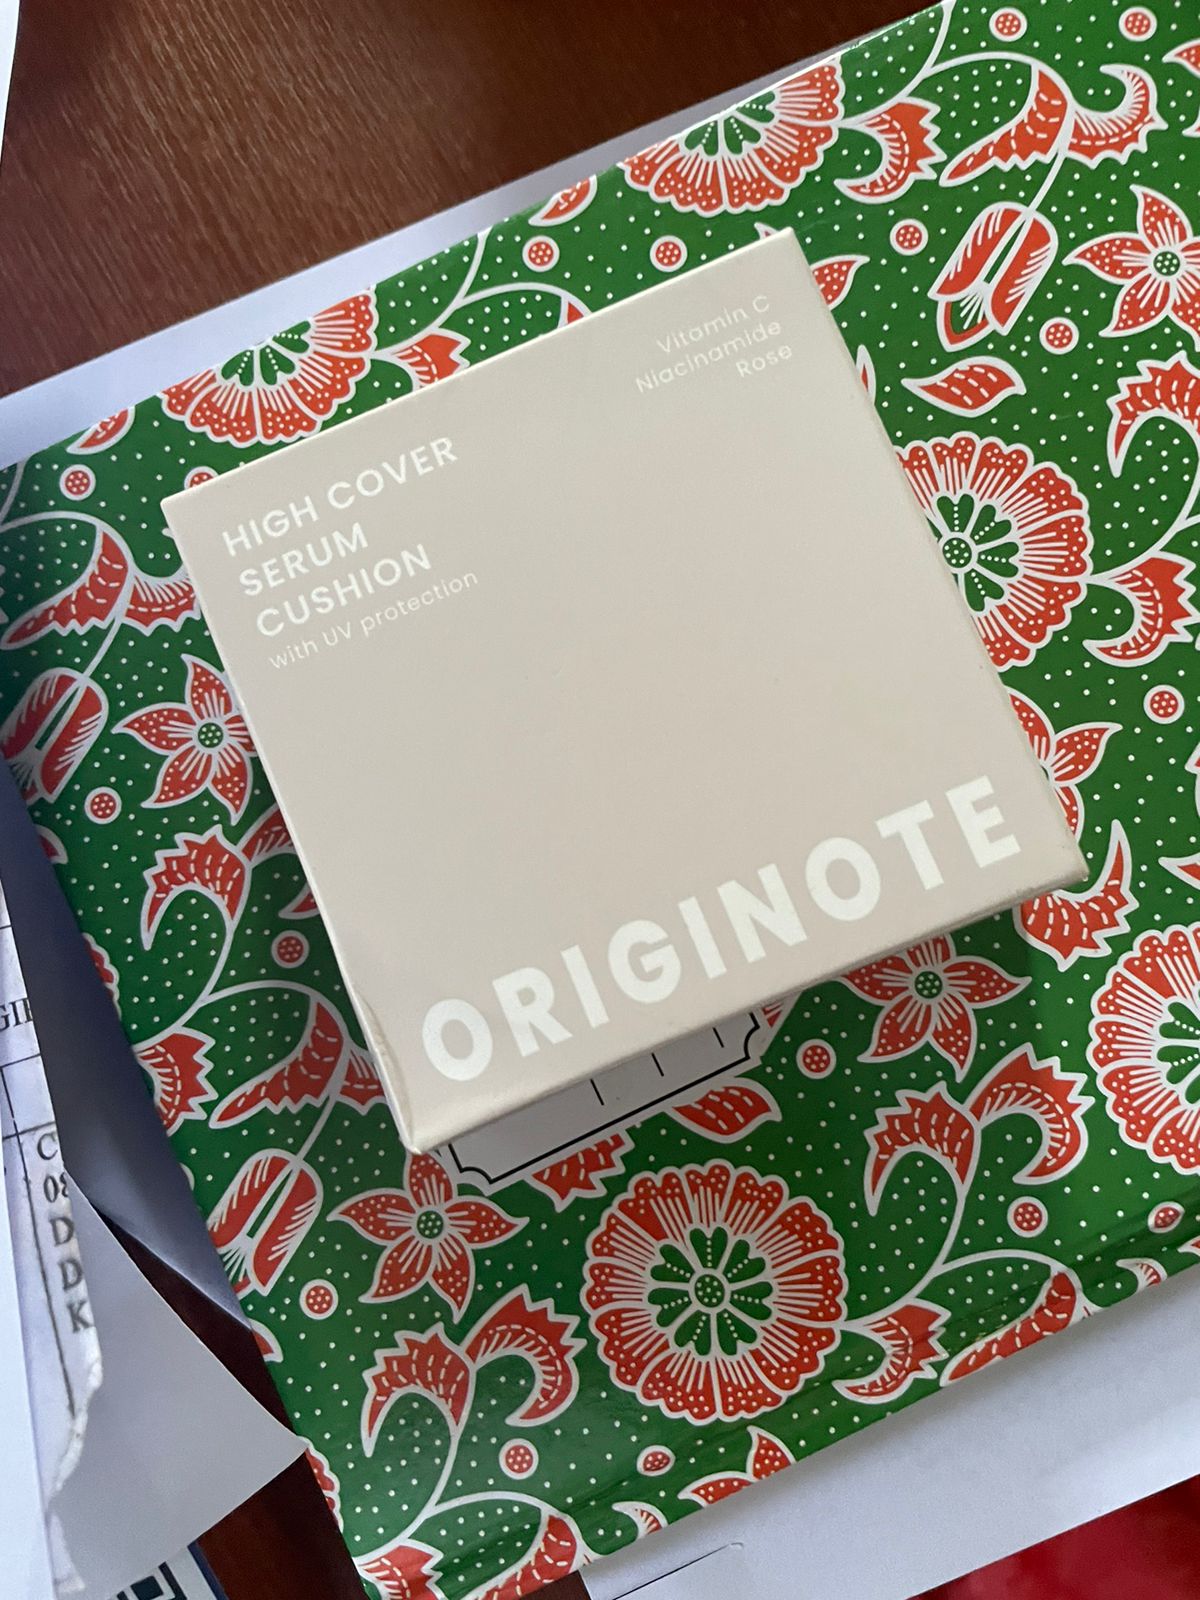 Vitamin C
Niacinamide
Rose
HIGH COVER
SERUM
CUSHION
with UV protection
ORIGINOTE
C
D
D
K